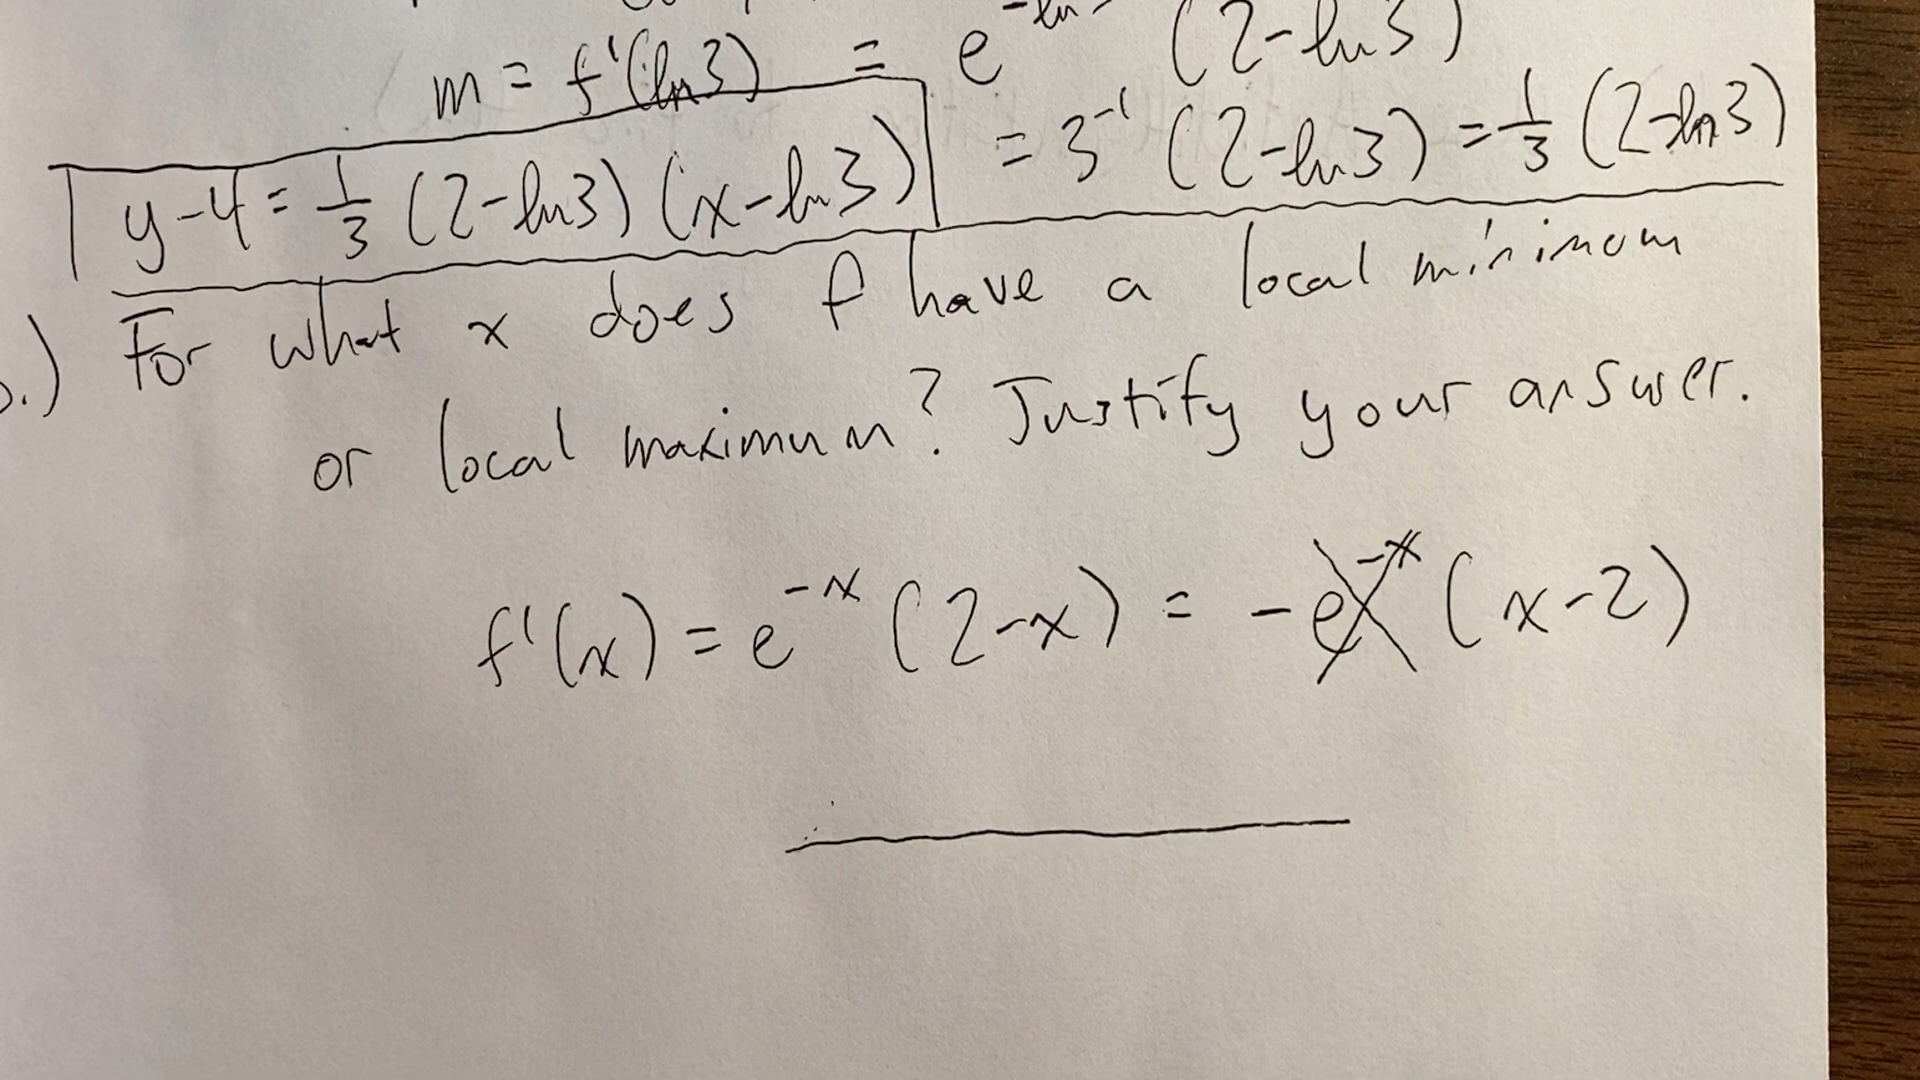 m = f'(ln3) = e^-ln (2-ln3)
= 3^-1 (2-ln3) = 1/3 (2-ln3)
y-4 = 1/3 (2-ln3) (x-ln3)
.) For what x does f have a local minimum
or local maximum? Justify your answer.
f'(x) = e^-x (2-x) = -e^-x (x-2)